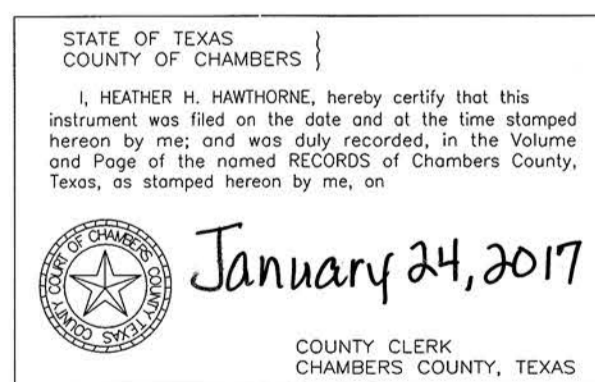 STATE OF TEXAS }
COUNTY OF CHAMBERS }
I, HEATHER H. HAWTHORNE, hereby certify that this
instrument was filed on the date and at the time stamped
hereon by me; and was duly recorded, in the Volume
and Page of the named RECORDS of Chambers County,
Texas, as stamped hereon by me, on
COUNTY COURT OF CHAMBERS COUNTY TEXAS
January 24, 2017
COUNTY CLERK
CHAMBERS COUNTY, TEXAS